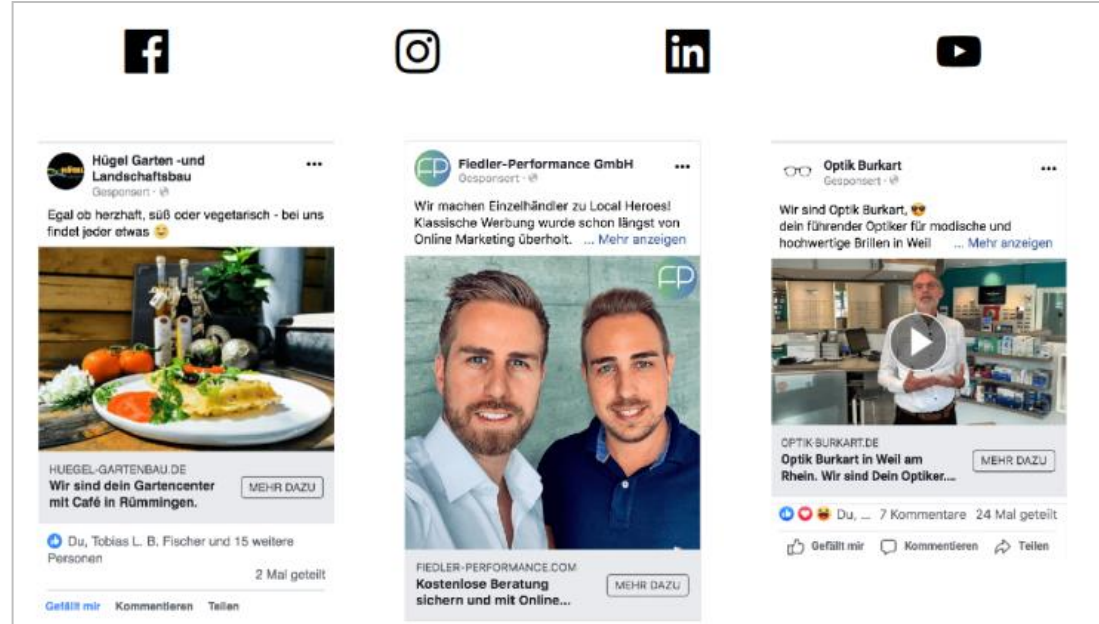 Hügel Garten -und
Landschaftsbau
Gesponsert ·
Egal ob herzhaft, süß oder vegetarisch - bei uns
findet jeder etwas 😊
HUEGEL-GARTENBAU.DE
Wir sind dein Gartencenter
mit Café in Rümmingen.
MEHR DAZU
Du, Tobias L. B. Fischer und 15 weitere
Personen
2 Mal geteilt
Gefällt mir Kommentieren Teilen
FP
Fiedler-Performance GmbH
Gesponsert ·
Wir machen Einzelhändler zu Local Heroes!
Klassische Werbung wurde schon längst von
Online Marketing überholt. ... Mehr anzeigen
FP
FIEDLER-PERFORMANCE.COM
Kostenlose Beratung
sichern und mit Online...
MEHR DAZU
Optik Burkart
Gesponsert ·
Wir sind Optik Burkart, 😎
dein führender Optiker für modische und
hochwertige Brillen in Weil ... Mehr anzeigen
OPTIK-BURKART.DE
Optik Burkart in Weil am
Rhein. Wir sind Dein Optiker....
MEHR DAZU
Du, ... 7 Kommentare 24 Mal geteilt
Gefällt mir Kommentieren Teilen